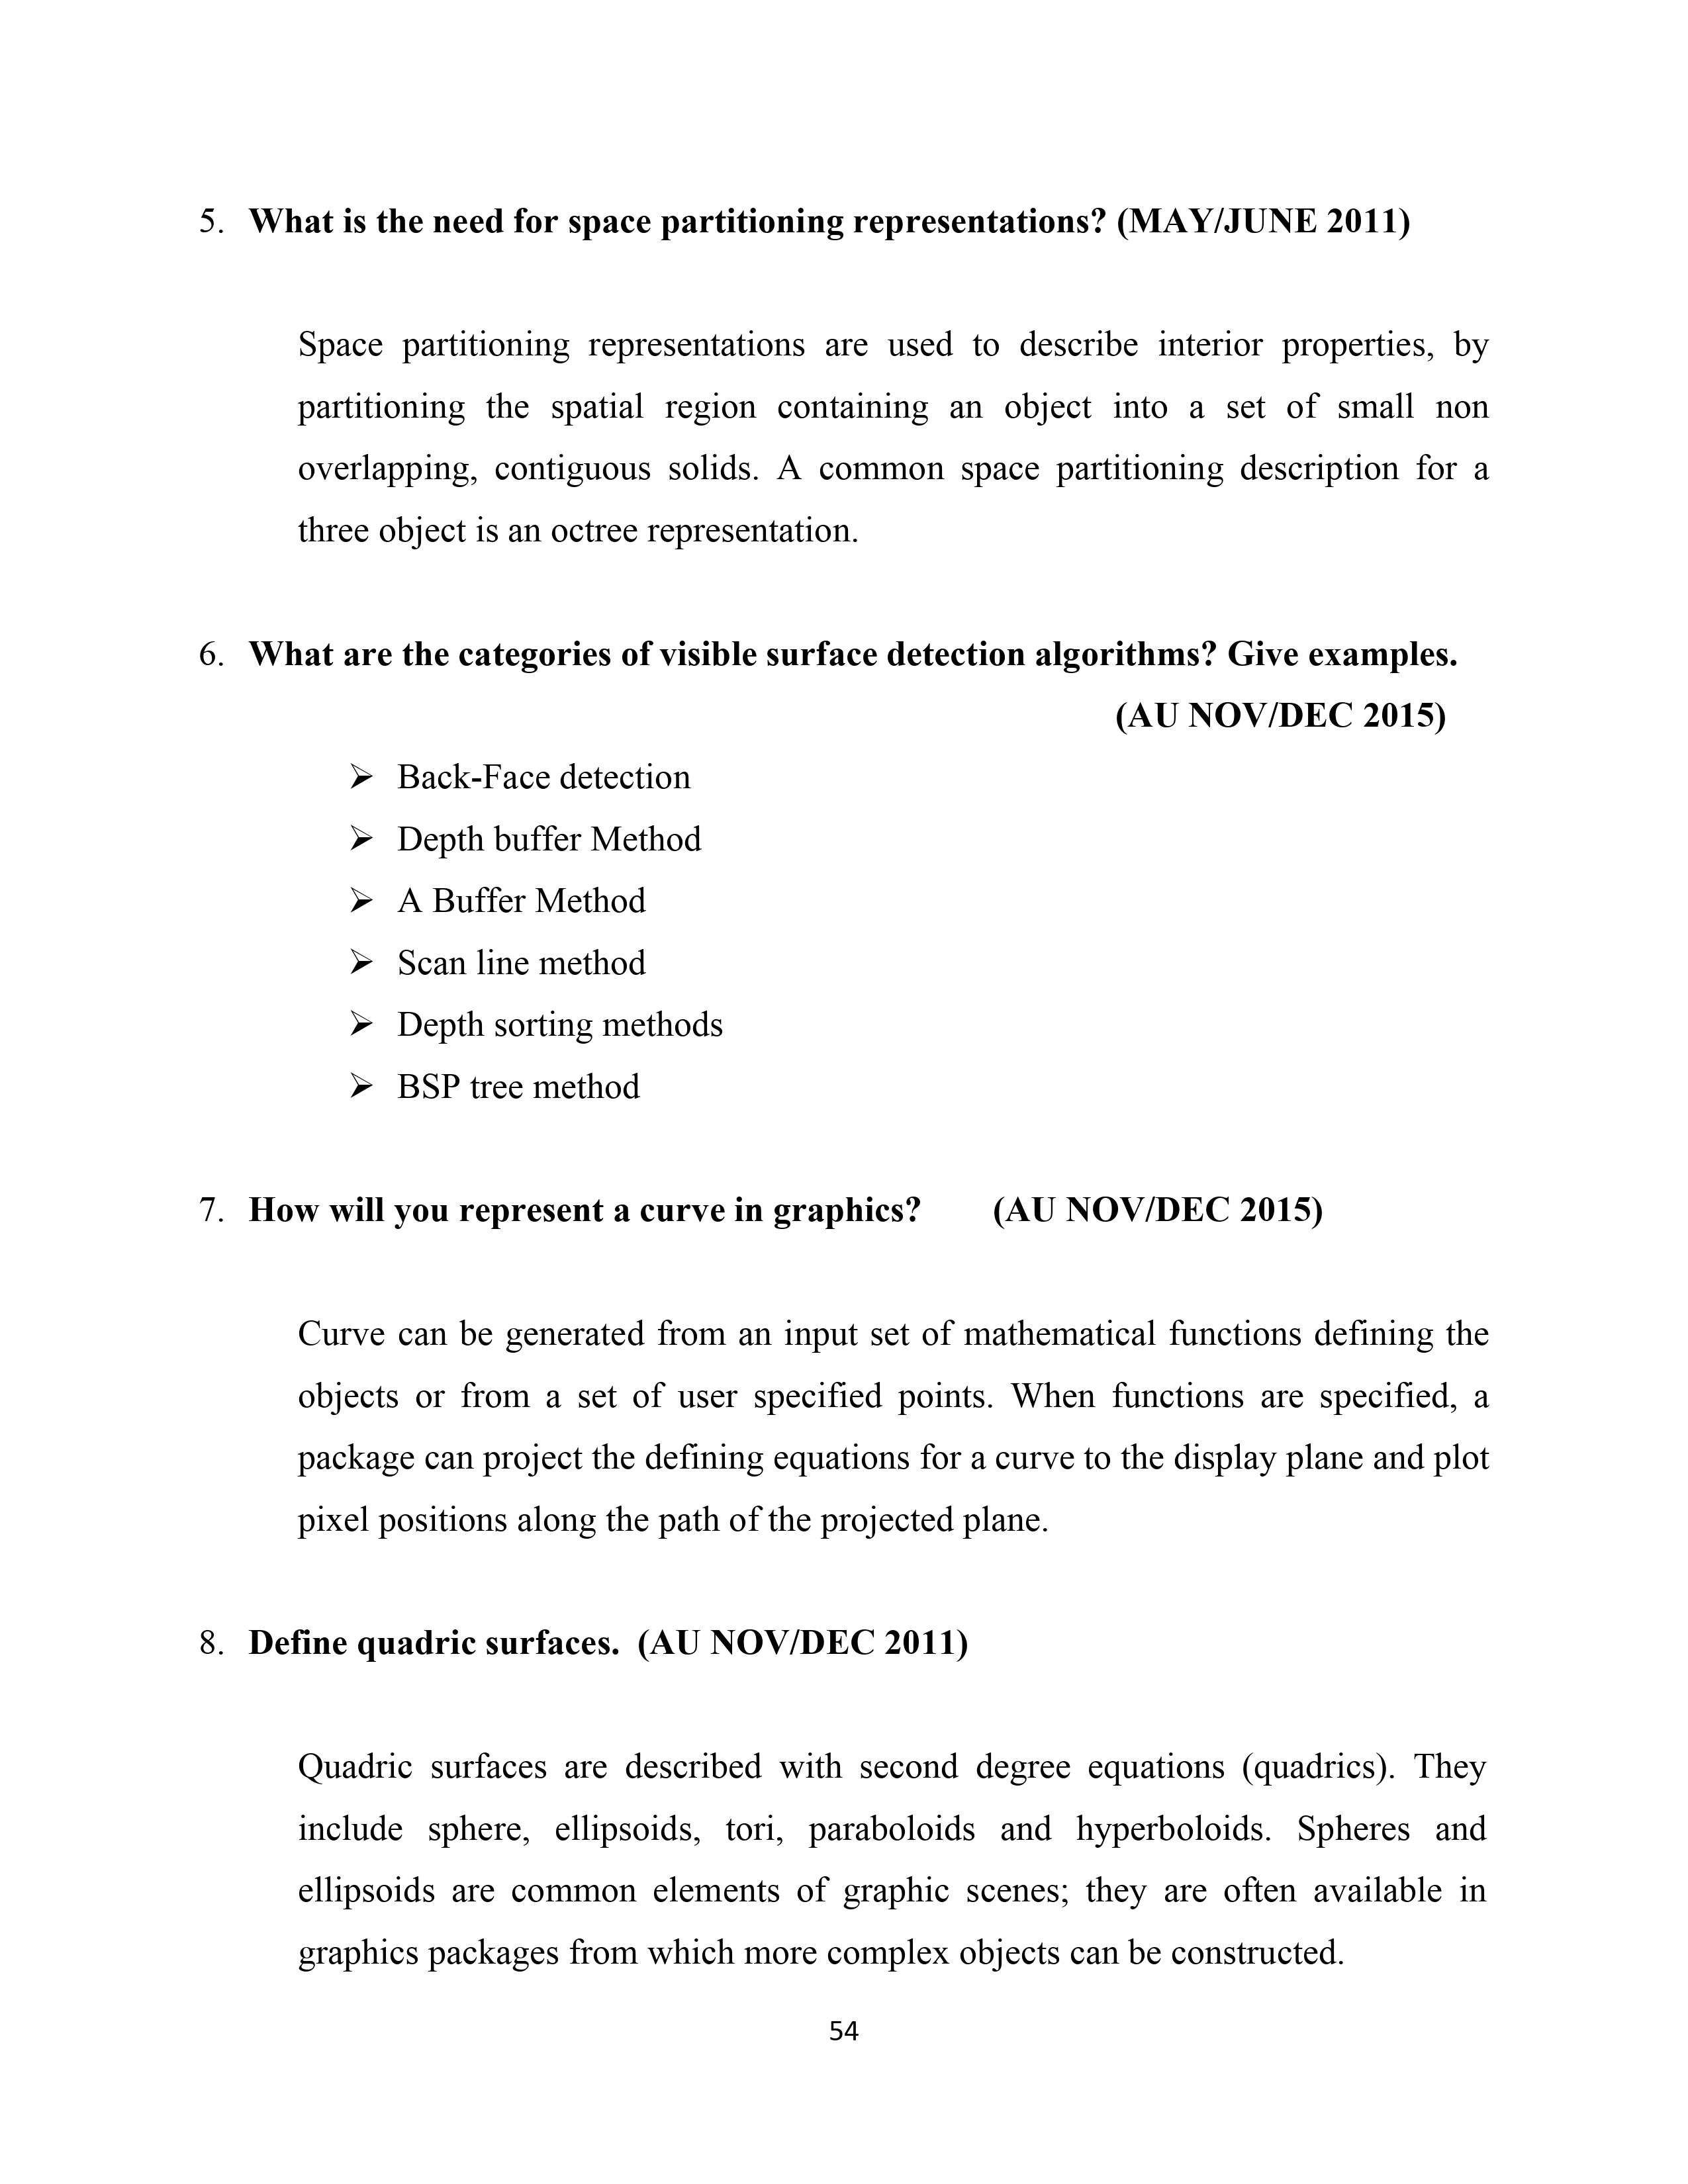 5. What is the need for space partitioning representations? (MAY/JUNE 2011)
Space partitioning representations are used to describe interior properties, by
partitioning the spatial region containing an object into a set of small non
overlapping, contiguous solids. A common space partitioning description for a
three object is an octree representation.
6. What are the categories of visible surface detection algorithms? Give examples.
(AU NOV/DEC 2015)
➢ Back-Face detection
➢ Depth buffer Method
➢ A Buffer Method
➢ Scan line method
➢ Depth sorting methods
➢ BSP tree method
7. How will you represent a curve in graphics? (AU NOV/DEC 2015)
Curve can be generated from an input set of mathematical functions defining the
objects or from a set of user specified points. When functions are specified, a
package can project the defining equations for a curve to the display plane and plot
pixel positions along the path of the projected plane.
8. Define quadric surfaces. (AU NOV/DEC 2011)
Quadric surfaces are described with second degree equations (quadrics). They
include sphere, ellipsoids, tori, paraboloids and hyperboloids. Spheres and
ellipsoids are common elements of graphic scenes; they are often available in
graphics packages from which more complex objects can be constructed.
54